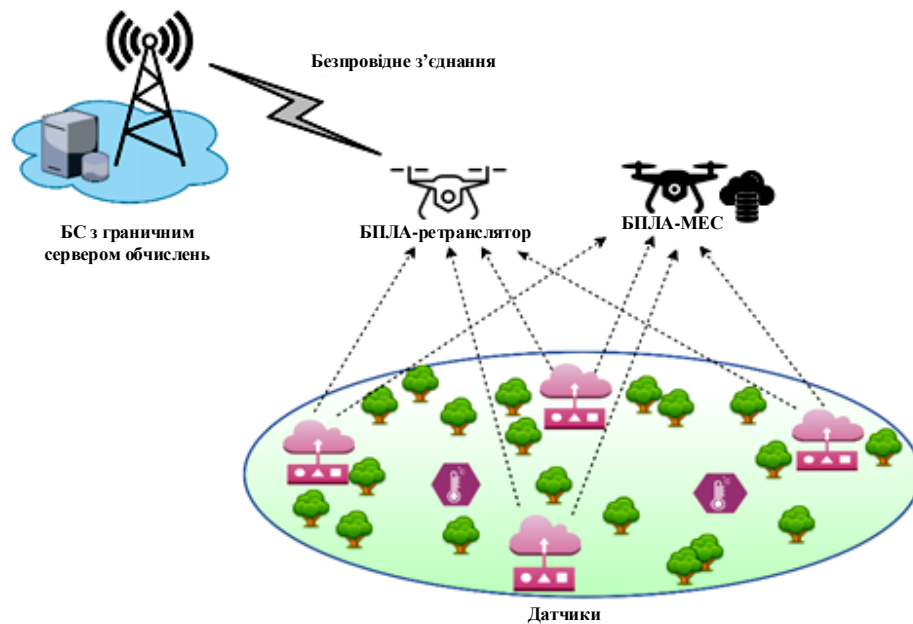 Безпровідне з’єднання
БС з граничним
сервером обчислень
БПЛА-ретранслятор
БПЛА-МЕС
Датчики